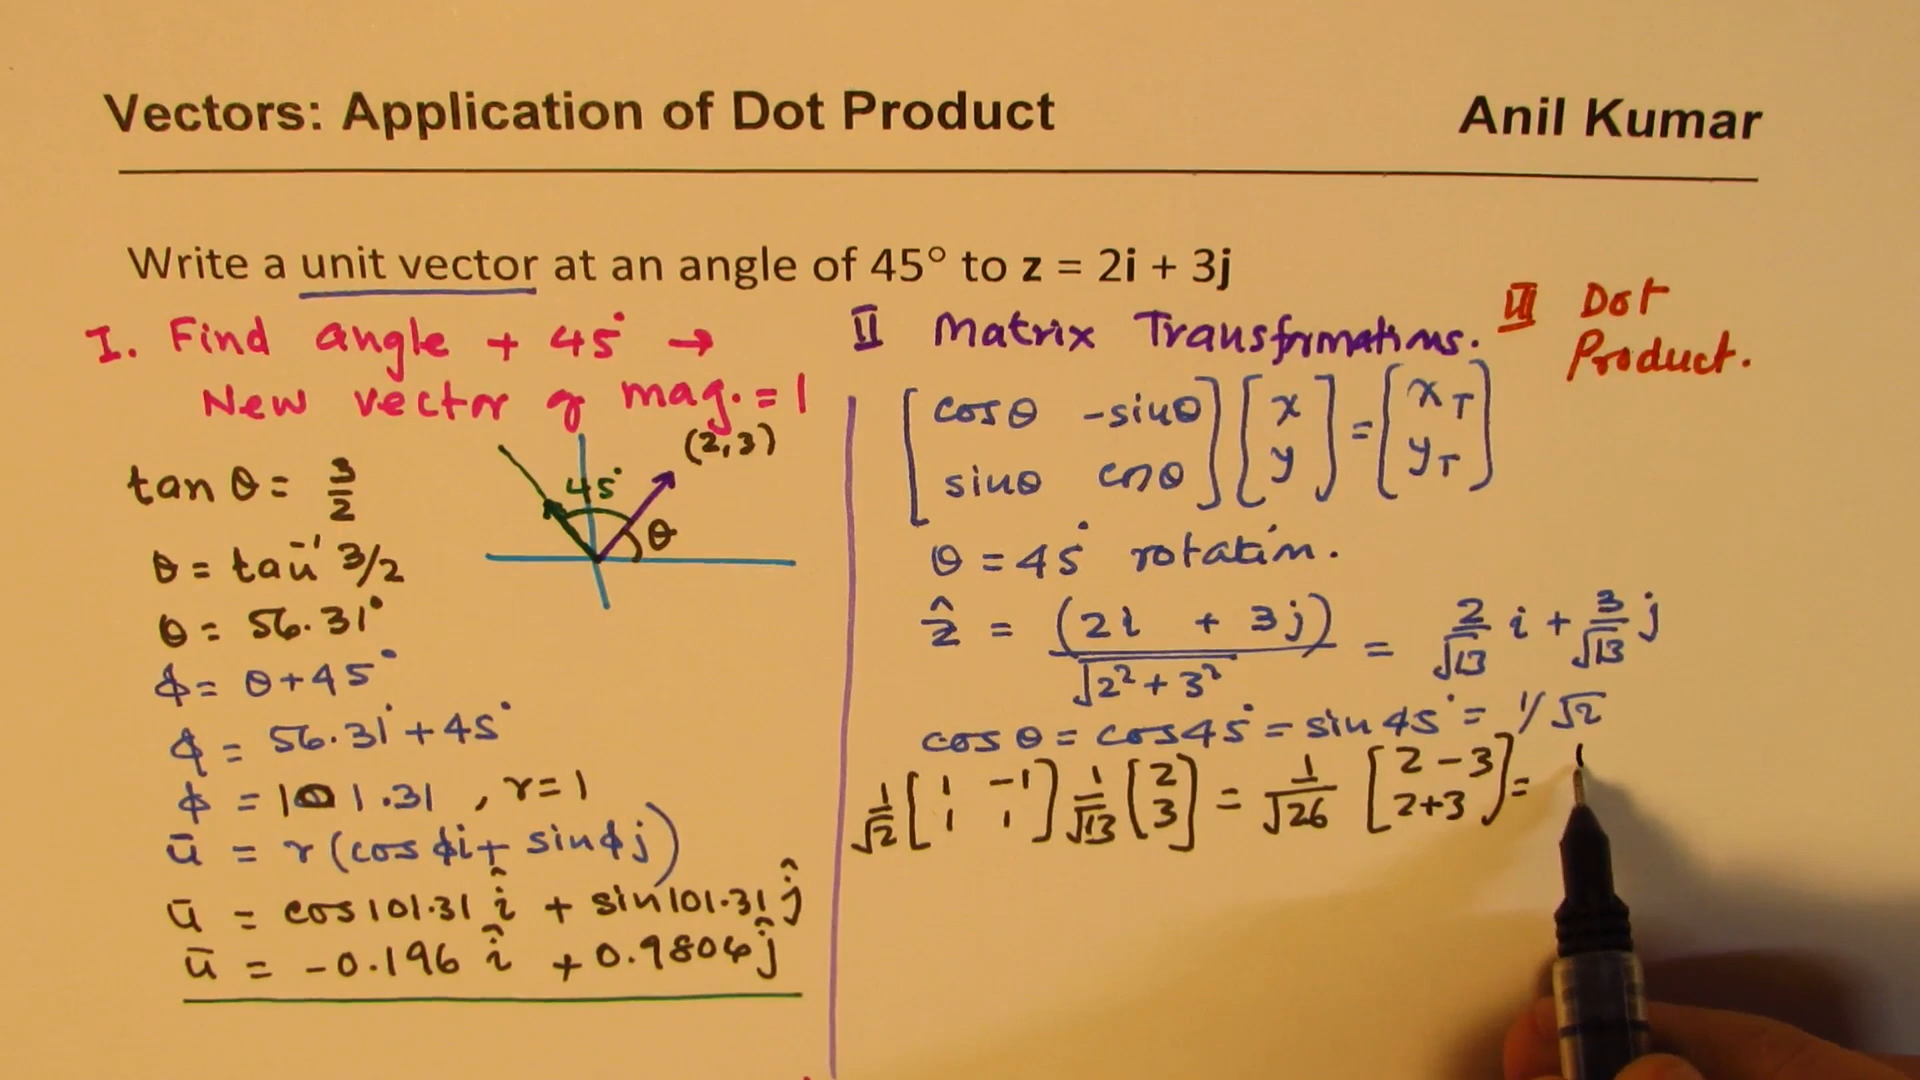 Vectors: Application of Dot Product Anil Kumar
Write a unit vector at an angle of 45° to z = 2i + 3j
I. Find angle + 45° →
New vector of mag. = 1
(2,3)
45°
θ
tan θ = 3/2
θ = tan⁻¹ 3/2
θ = 56.31°
ϕ = θ + 45°
ϕ = 56.31° + 45°
ϕ = 101.31 , r = 1
ū = r (cos ϕ i + sin ϕ j)
ū = cos 101.31 î + sin 101.31 ĵ
ū = -0.196 î + 0.9806 ĵ
II Matrix Transformations.
[cos θ -sin θ] [x] = [x_T]
[sin θ cos θ] [y] = [y_T]
θ = 45° rotation.
ẑ = (2i + 3j) / √2² + 3² = 2/√13 i + 3/√13 j
cos θ = cos 45° = sin 45° = 1/√2
1/√2 [1 -1] 1/√13 [2] = 1/√26 [2 - 3] = 1
[1 1] [3] [2 + 3]
III Dot
Product.